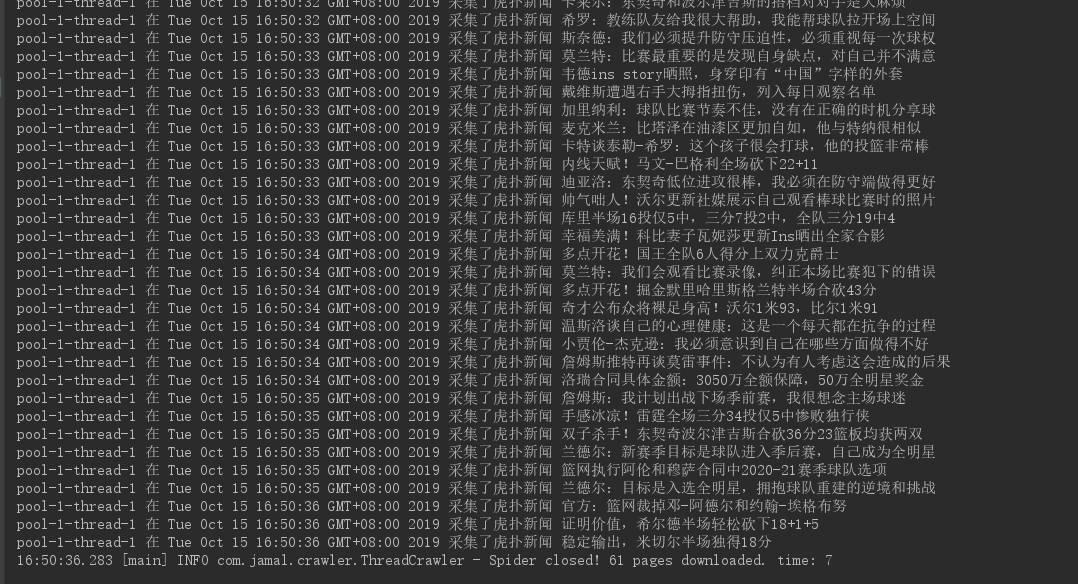 pool-1-thread-1 在 Tue Oct 15 16:50:32 GMT+08:00 2019 采集了虎扑新闻 卡莱尔：东契奇和波尔津吉斯的搭档对对手是大麻烦
pool-1-thread-1 在 Tue Oct 15 16:50:33 GMT+08:00 2019 采集了虎扑新闻 希罗：教练队友给我很大帮助，我能帮球队拉开场上空间
pool-1-thread-1 在 Tue Oct 15 16:50:33 GMT+08:00 2019 采集了虎扑新闻 斯奈德：我们必须提升防守压迫性，必须重视每一次球权
pool-1-thread-1 在 Tue Oct 15 16:50:33 GMT+08:00 2019 采集了虎扑新闻 莫兰特：比赛最重要的是发现自身缺点，对自己并不满意
pool-1-thread-1 在 Tue Oct 15 16:50:33 GMT+08:00 2019 采集了虎扑新闻 韦德ins story晒照，身穿印有“中国”字样的外套
pool-1-thread-1 在 Tue Oct 15 16:50:33 GMT+08:00 2019 采集了虎扑新闻 戴维斯遭遇右手大拇指扭伤，列入每日观察名单
pool-1-thread-1 在 Tue Oct 15 16:50:33 GMT+08:00 2019 采集了虎扑新闻 加里纳利：球队比赛节奏不佳，没有在正确的时机分享球
pool-1-thread-1 在 Tue Oct 15 16:50:33 GMT+08:00 2019 采集了虎扑新闻 麦克米兰：比塔泽在油漆区更加自如，他与特纳很相似
pool-1-thread-1 在 Tue Oct 15 16:50:33 GMT+08:00 2019 采集了虎扑新闻 卡特谈泰勒-希罗：这个孩子很会打球，他的投篮非常棒
pool-1-thread-1 在 Tue Oct 15 16:50:33 GMT+08:00 2019 采集了虎扑新闻 内线天赋！马文-巴格利全场砍下22+11
pool-1-thread-1 在 Tue Oct 15 16:50:33 GMT+08:00 2019 采集了虎扑新闻 迪亚洛：东契奇低位进攻很棒，我必须在防守端做得更好
pool-1-thread-1 在 Tue Oct 15 16:50:33 GMT+08:00 2019 采集了虎扑新闻 帅气咄人！沃尔更新社媒展示自己观看棒球比赛时的照片
pool-1-thread-1 在 Tue Oct 15 16:50:33 GMT+08:00 2019 采集了虎扑新闻 库里半场16投仅5中，三分7投2中，全队三分19中4
pool-1-thread-1 在 Tue Oct 15 16:50:33 GMT+08:00 2019 采集了虎扑新闻 幸福美满！科比妻子瓦妮莎更新Ins晒出全家合影
pool-1-thread-1 在 Tue Oct 15 16:50:34 GMT+08:00 2019 采集了虎扑新闻 多点开花！国王全队6人得分上双力克爵士
pool-1-thread-1 在 Tue Oct 15 16:50:34 GMT+08:00 2019 采集了虎扑新闻 莫兰特：我们会观看比赛录像，纠正本场比赛犯下的错误
pool-1-thread-1 在 Tue Oct 15 16:50:34 GMT+08:00 2019 采集了虎扑新闻 多点开花！掘金默里哈里斯格兰特半场合砍43分
pool-1-thread-1 在 Tue Oct 15 16:50:34 GMT+08:00 2019 采集了虎扑新闻 奇才公布众将裸足身高！沃尔1米93，比尔1米91
pool-1-thread-1 在 Tue Oct 15 16:50:34 GMT+08:00 2019 采集了虎扑新闻 温斯洛谈自己的心理健康：这是一个每天都在抗争的过程
pool-1-thread-1 在 Tue Oct 15 16:50:34 GMT+08:00 2019 采集了虎扑新闻 小贾伦-杰克逊：我必须意识到自己在哪些方面做得不好
pool-1-thread-1 在 Tue Oct 15 16:50:34 GMT+08:00 2019 采集了虎扑新闻 詹姆斯推特再谈莫雷事件：不认为有人考虑这会造成的后果
pool-1-thread-1 在 Tue Oct 15 16:50:34 GMT+08:00 2019 采集了虎扑新闻 洛瑞合同具体金额：3050万全额保障，50万全明星奖金
pool-1-thread-1 在 Tue Oct 15 16:50:35 GMT+08:00 2019 采集了虎扑新闻 詹姆斯：我计划出战下场季前赛，我很想念主场球迷
pool-1-thread-1 在 Tue Oct 15 16:50:35 GMT+08:00 2019 采集了虎扑新闻 手感冰凉！雷霆全场三分34投仅5中惨败独行侠
pool-1-thread-1 在 Tue Oct 15 16:50:35 GMT+08:00 2019 采集了虎扑新闻 双子杀手！东契奇波尔津吉斯合砍36分23篮板均获两双
pool-1-thread-1 在 Tue Oct 15 16:50:35 GMT+08:00 2019 采集了虎扑新闻 兰德尔：新赛季目标是球队进入季后赛，自己成为全明星
pool-1-thread-1 在 Tue Oct 15 16:50:35 GMT+08:00 2019 采集了虎扑新闻 篮网执行阿伦和穆萨合同中2020-21赛季球队选项
pool-1-thread-1 在 Tue Oct 15 16:50:35 GMT+08:00 2019 采集了虎扑新闻 兰德尔：目标是入选全明星，拥抱球队重建的逆境和挑战
pool-1-thread-1 在 Tue Oct 15 16:50:36 GMT+08:00 2019 采集了虎扑新闻 官方：篮网裁掉邓-阿德尔和约翰-埃格布努
pool-1-thread-1 在 Tue Oct 15 16:50:36 GMT+08:00 2019 采集了虎扑新闻 证明价值，希尔德半场轻松砍下18+1+5
pool-1-thread-1 在 Tue Oct 15 16:50:36 GMT+08:00 2019 采集了虎扑新闻 稳定输出，米切尔半场独得18分
16:50:36.283 [main] INFO com.jamal.crawler.ThreadCrawler - Spider closed! 61 pages downloaded. time: 7